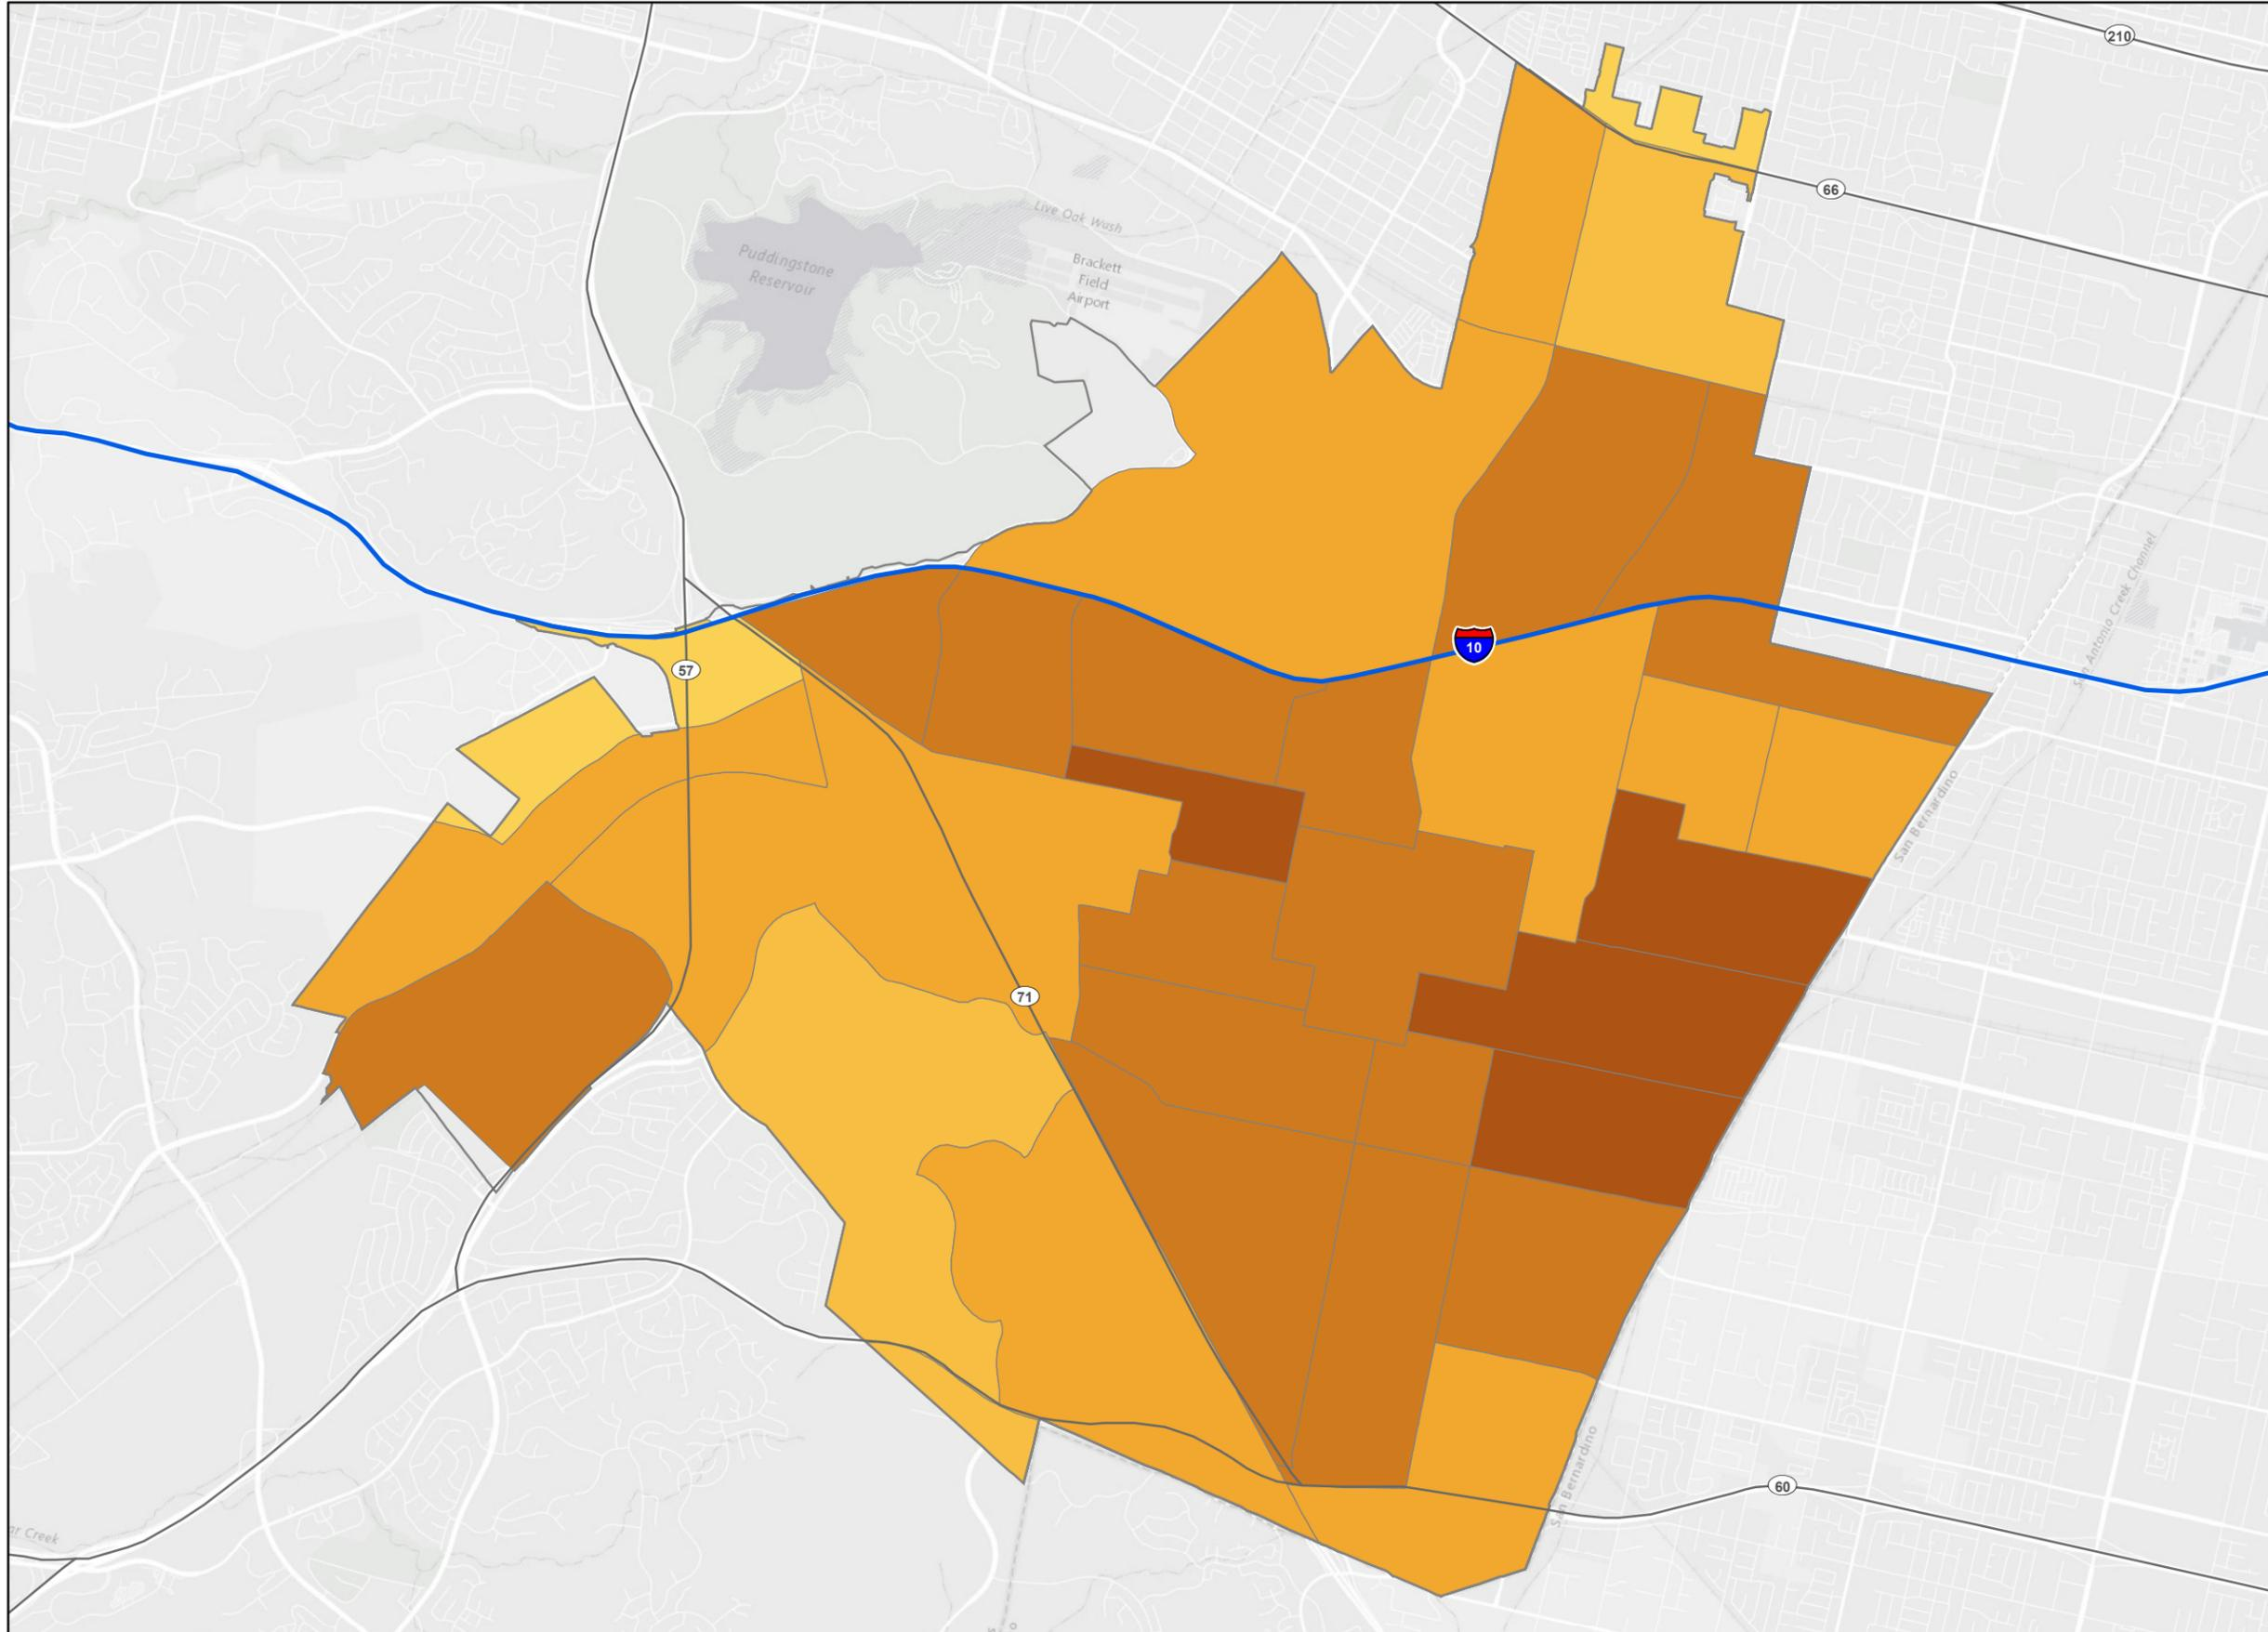 210
66
Live Oak Wash
Puddingstone
Reservoir
Brackett
Field
Airport
10
57
San Antonio Creek Channel
San Bernardino
71
San Bernardino
60
ar Creek